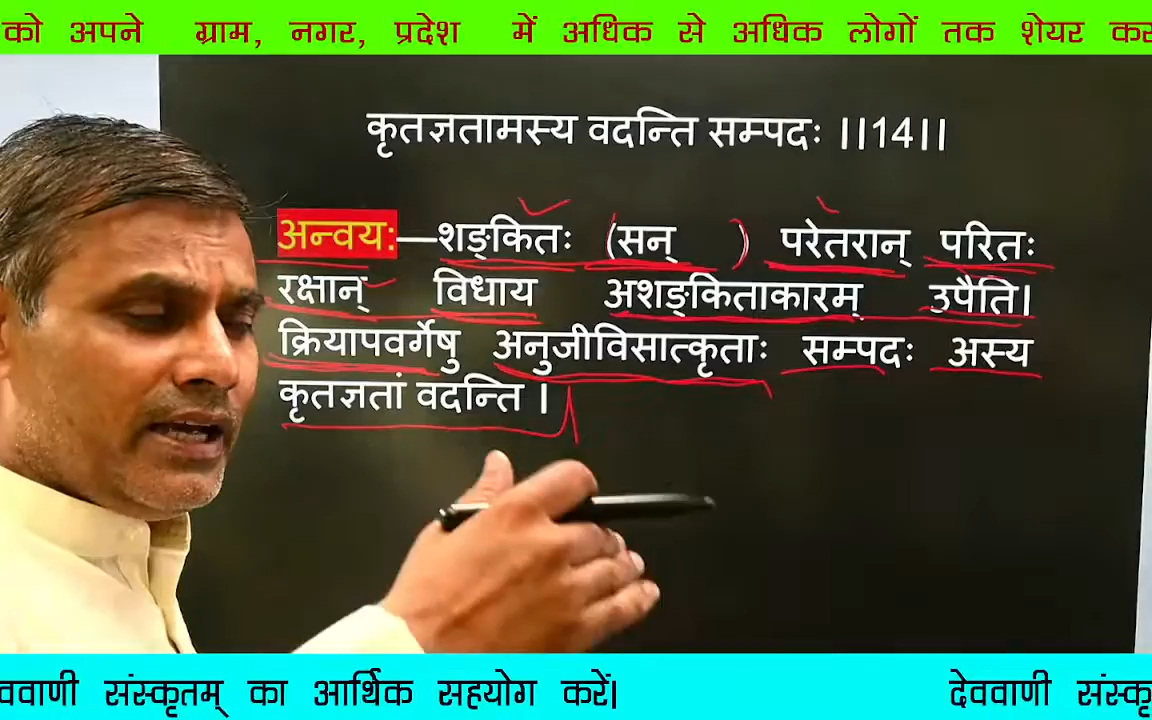 को अपने ग्राम, नगर, प्रदेश में अधिक से अधिक लोगों तक शेयर
कृतज्ञतामस्य वदन्ति सम्पदः ।।14।।
अन्वयः—शङ्कितः (सन् ) परेतरान् परितः
रक्षान् विधाय अशङ्किताकारम् उपैति।
क्रियापवर्गेषु अनुजीविसात्कृताः सम्पदः अस्य
कृतज्ञतां वदन्ति ।
ववाणी संस्कृतम् का आर्थिक सहयोग करें। देववाणी